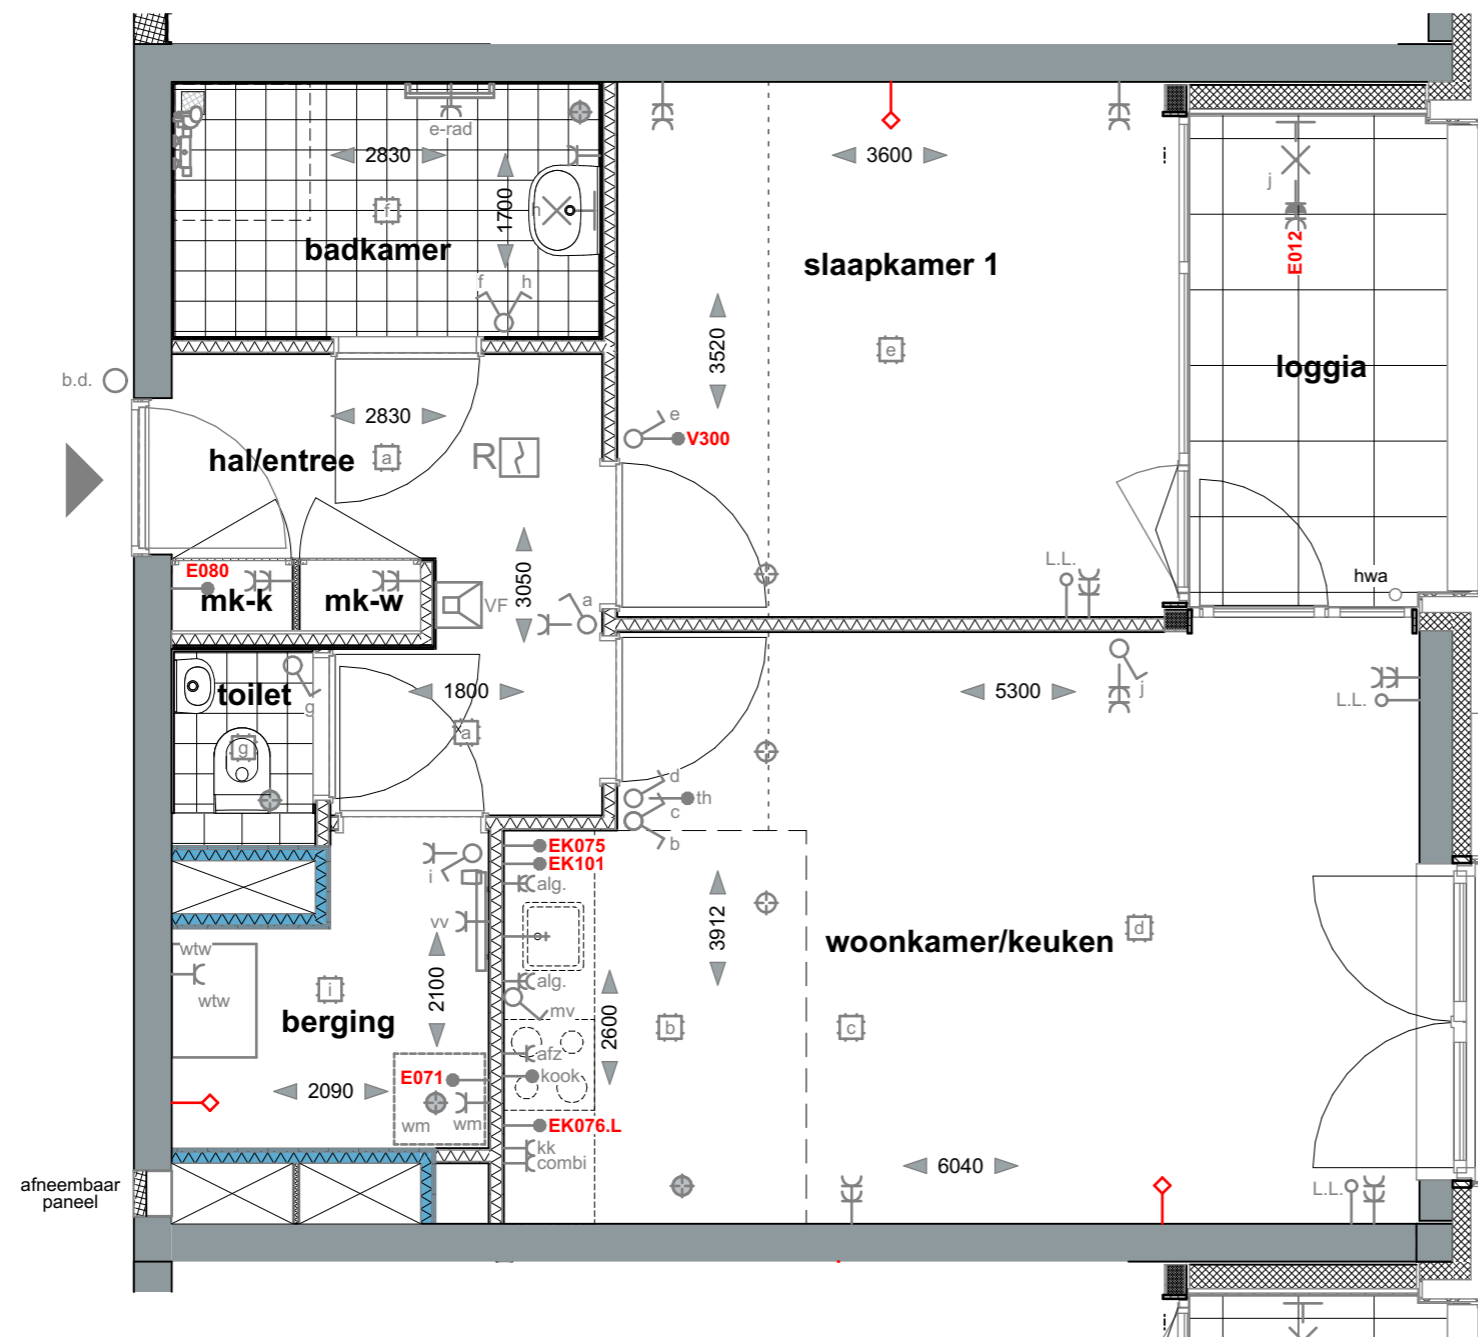 e-rad
2830
1700
f
h
badkamer
f
h
3600
slaapkamer 1
3520
e
e
V300
j
E012
loggia
hwa
b.d.
2830
hal/entree
a
R
E080
mk-k
mk-w
VF
3050
a
L.L.
toilet
g
g
1800
a
5300
j
L.L.
d
th
c
b
EK075
EK101
alg.
i
vv
3912
woonkamer/keuken
d
wtw
wtw
i
2100
berging
alg.
mv
2600
b
c
afz
kook
E071
2090
wm
wm
EK076.L
kk
combi
6040
L.L.
afneembaar
paneel